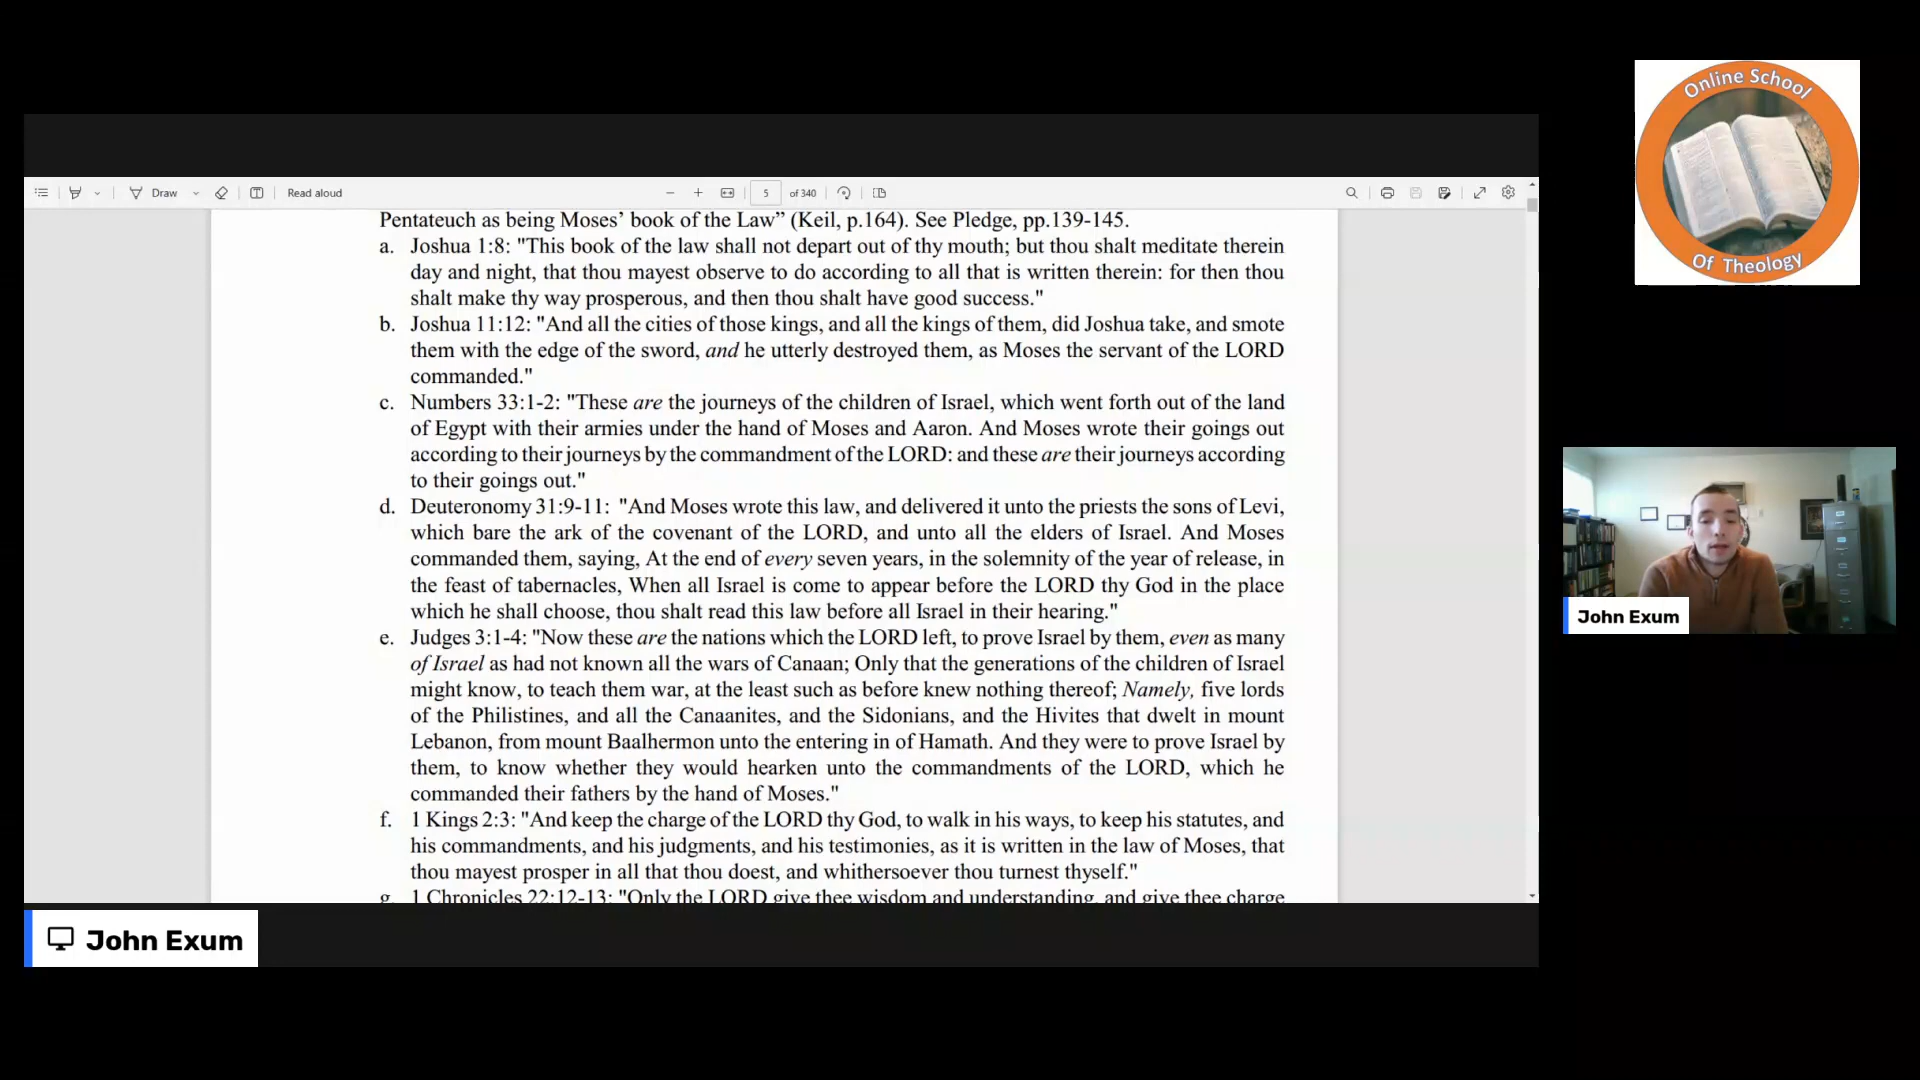 Draw
Read aloud
5
of 340
Pentateuch as being Moses’ book of the Law” (Keil, p.164). See Pledge, pp.139-145.
a. Joshua 1:8: "This book of the law shall not depart out of thy mouth; but thou shalt meditate therein
day and night, that thou mayest observe to do according to all that is written therein: for then thou
shalt make thy way prosperous, and then thou shalt have good success."
b. Joshua 11:12: "And all the cities of those kings, and all the kings of them, did Joshua take, and smote
them with the edge of the sword, and he utterly destroyed them, as Moses the servant of the LORD
commanded."
c. Numbers 33:1-2: "These are the journeys of the children of Israel, which went forth out of the land
of Egypt with their armies under the hand of Moses and Aaron. And Moses wrote their goings out
according to their journeys by the commandment of the LORD: and these are their journeys according
to their goings out."
d. Deuteronomy 31:9-11: "And Moses wrote this law, and delivered it unto the priests the sons of Levi,
which bare the ark of the covenant of the LORD, and unto all the elders of Israel. And Moses
commanded them, saying, At the end of every seven years, in the solemnity of the year of release, in
the feast of tabernacles, When all Israel is come to appear before the LORD thy God in the place
which he shall choose, thou shalt read this law before all Israel in their hearing."
e. Judges 3:1-4: "Now these are the nations which the LORD left, to prove Israel by them, even as many
of Israel as had not known all the wars of Canaan; Only that the generations of the children of Israel
might know, to teach them war, at the least such as before knew nothing thereof; Namely, five lords
of the Philistines, and all the Canaanites, and the Sidonians, and the Hivites that dwelt in mount
Lebanon, from mount Baalhermon unto the entering in of Hamath. And they were to prove Israel by
them, to know whether they would hearken unto the commandments of the LORD, which he
commanded their fathers by the hand of Moses."
f. 1 Kings 2:3: "And keep the charge of the LORD thy God, to walk in his ways, to keep his statutes, and
his commandments, and his judgments, and his testimonies, as it is written in the law of Moses, that
thou mayest prosper in all that thou doest, and whithersoever thou turnest thyself."
g. 1 Chronicles 22:12-13: "Only the LORD give thee wisdom and understanding, and give thee charge
John Exum
Online School
Of Theology
John Exum